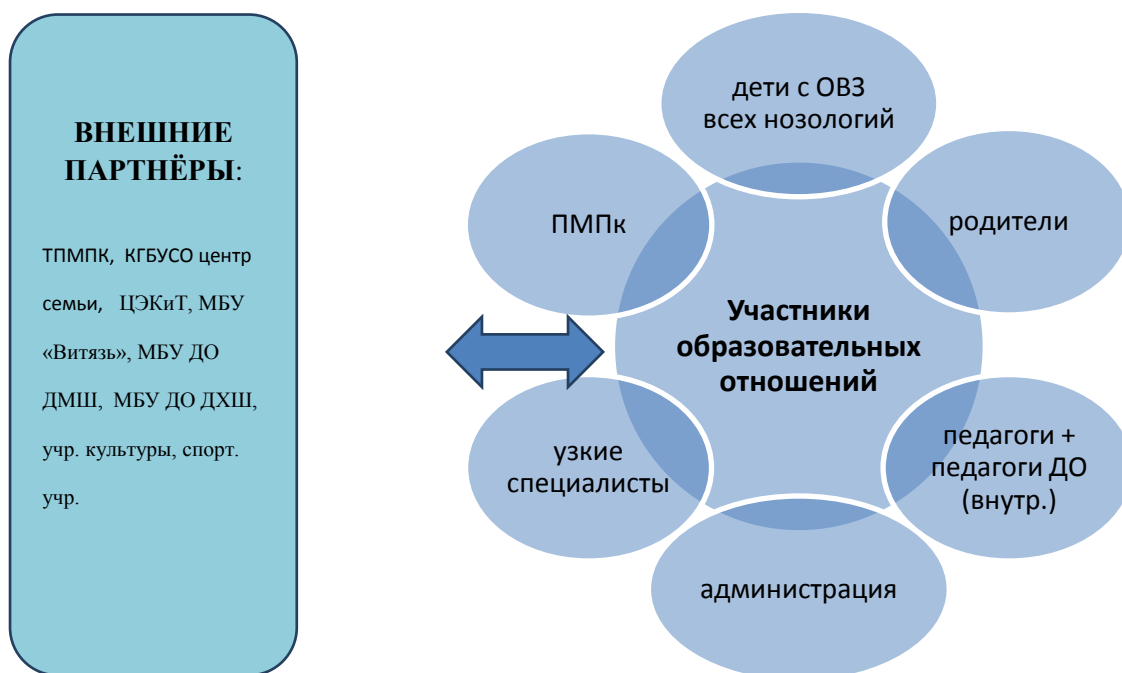 ВНЕШНИЕ
ПАРТНЁРЫ:
ТПМПК, КГБУСО центр
семьи, ЦЭКиТ, МБУ
«Витязь», МБУ ДО
ДМШ, МБУ ДО ДХШ,
учр. культуры, спорт.
учр.
дети с ОВЗ
всех нозологий
ПМПк
родители
Участники
образовательных
отношений
узкие
специалисты
педагоги +
педагоги ДО
(внутр.)
администрация